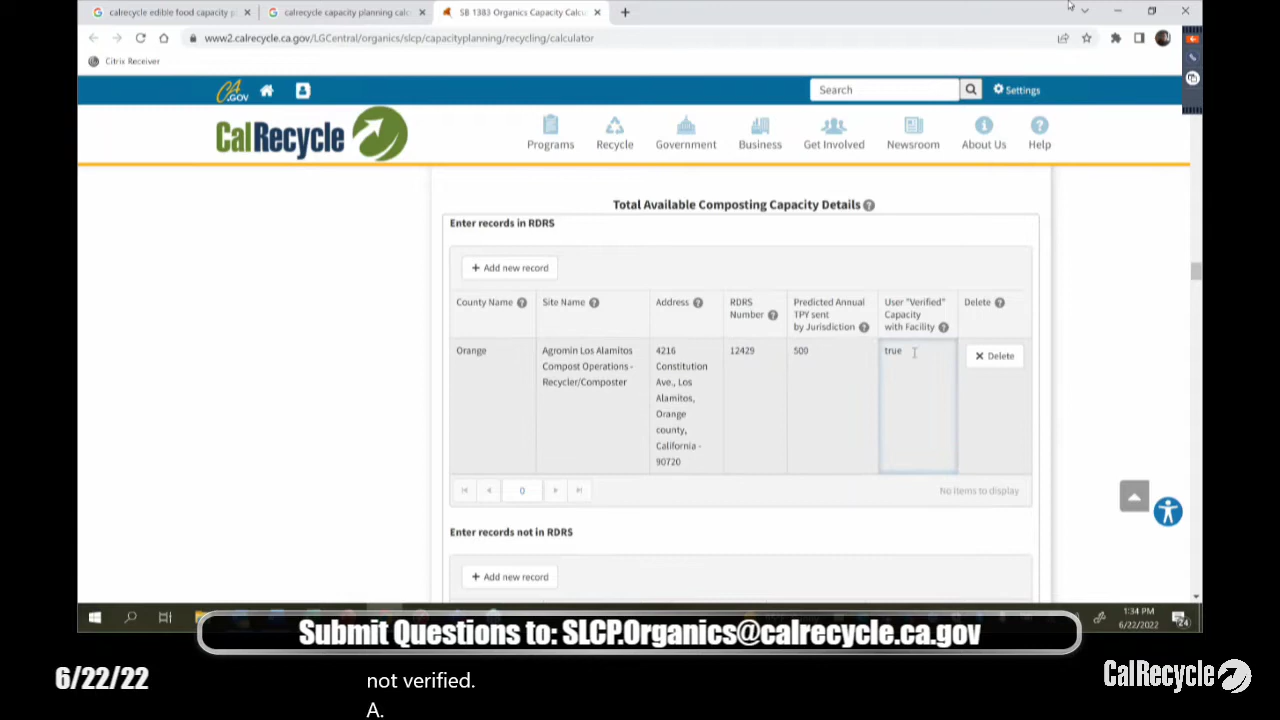 calrecycle edible food capacity p
calrecycle capacity planning calc
SB 1383 Organics Capacity Calcu
www2.calrecycle.ca.gov/LGCentral/organics/slcp/capacityplanning/recycling/calculator
Citrix Receiver
CA.GOV
Search
Settings
CalRecycle
Programs
Recycle
Government
Business
Get Involved
Newsroom
About Us
Help
Total Available Composting Capacity Details
Enter records in RDRS
+ Add new record
County Name
Site Name
Address
RDRS
Number
Predicted Annual
TPY sent
by Jurisdiction
User "Verified"
Capacity
with Facility
Delete
Orange
Agromin Los Alamitos
Compost Operations -
Recycler/Composter
4216
Constitution
Ave., Los
Alamitos,
Orange
county,
California -
90720
12429
500
true
Delete
0
No items to display
Enter records not in RDRS
+ Add new record
1:34 PM
6/22/2022
24
Submit Questions to: SLCP.Organics@calrecycle.ca.gov
6/22/22
not verified.
A.
CalRecycle